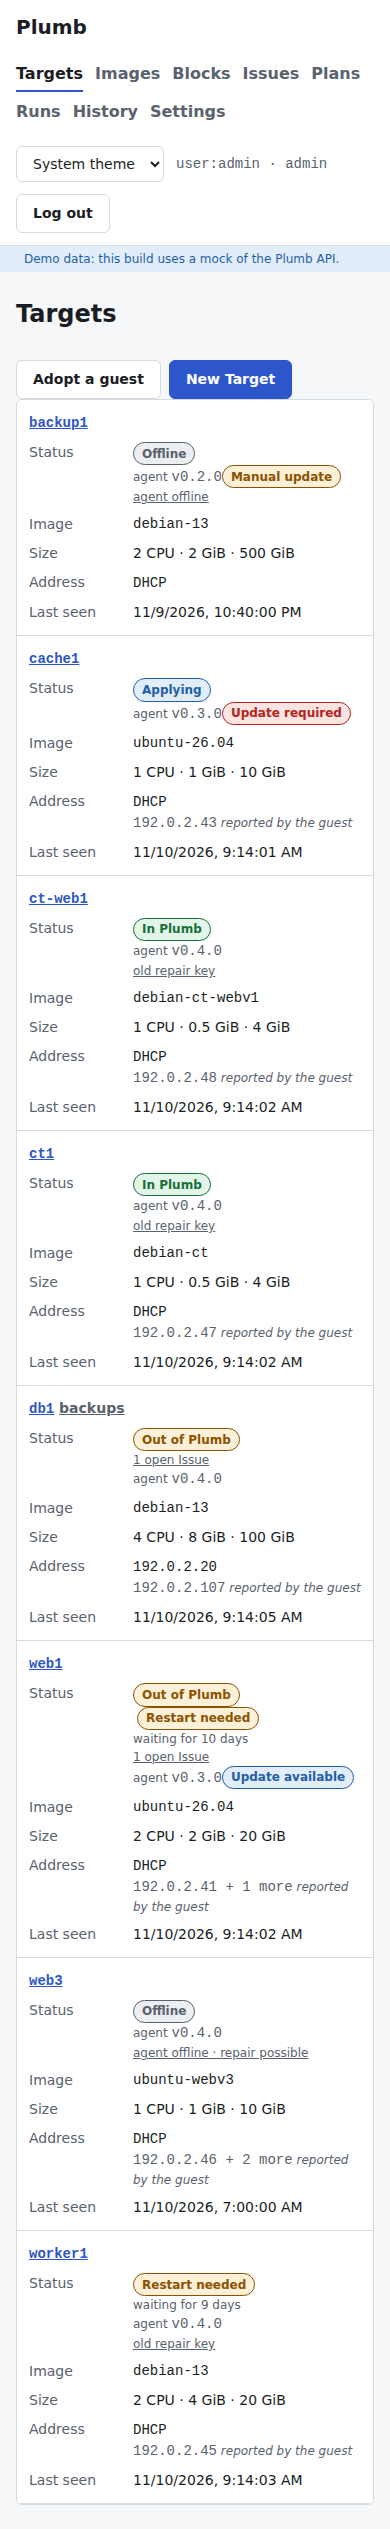 Plumb
Targets Images Blocks Issues Plans
Runs History Settings
System theme user:admin · admin
Log out
Demo data: this build uses a mock of the Plumb API.
Targets
Adopt a guest New Target
backup1
Status Offline
agent v0.2.0 Manual update
agent offline
Image debian-13
Size 2 CPU · 2 GiB · 500 GiB
Address DHCP
Last seen 11/9/2026, 10:40:00 PM
cache1
Status Applying
agent v0.3.0 Update required
Image ubuntu-26.04
Size 1 CPU · 1 GiB · 10 GiB
Address DHCP
192.0.2.43 reported by the guest
Last seen 11/10/2026, 9:14:01 AM
ct-web1
Status In Plumb
agent v0.4.0
old repair key
Image debian-ct-webv1
Size 1 CPU · 0.5 GiB · 4 GiB
Address DHCP
192.0.2.48 reported by the guest
Last seen 11/10/2026, 9:14:02 AM
ct1
Status In Plumb
agent v0.4.0
old repair key
Image debian-ct
Size 1 CPU · 0.5 GiB · 4 GiB
Address DHCP
192.0.2.47 reported by the guest
Last seen 11/10/2026, 9:14:02 AM
db1 backups
Status Out of Plumb
1 open Issue
agent v0.4.0
Image debian-13
Size 4 CPU · 8 GiB · 100 GiB
Address 192.0.2.20
192.0.2.107 reported by the guest
Last seen 11/10/2026, 9:14:05 AM
web1
Status Out of Plumb
Restart needed
waiting for 10 days
1 open Issue
agent v0.3.0 Update available
Image ubuntu-26.04
Size 2 CPU · 2 GiB · 20 GiB
Address DHCP
192.0.2.41 + 1 more reported
by the guest
Last seen 11/10/2026, 9:14:02 AM
web3
Status Offline
agent v0.4.0
agent offline · repair possible
Image ubuntu-webv3
Size 1 CPU · 1 GiB · 10 GiB
Address DHCP
192.0.2.46 + 2 more reported
by the guest
Last seen 11/10/2026, 7:00:00 AM
worker1
Status Restart needed
waiting for 9 days
agent v0.4.0
old repair key
Image debian-13
Size 2 CPU · 4 GiB · 20 GiB
Address DHCP
192.0.2.45 reported by the guest
Last seen 11/10/2026, 9:14:03 AM